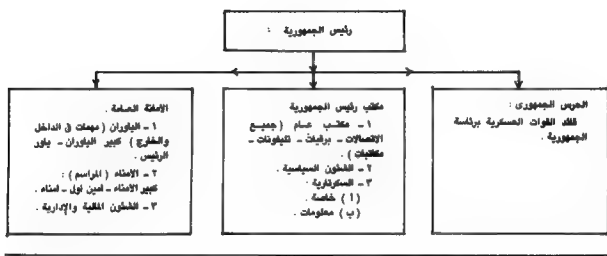 رئيس الجمهورية :
الحرس الجمهورى :
قائد القوات العسكرية برئاسة
الجمهورية .
مكتب رئيس الجمهورية
١ - مكتب عام (جميع
الاتصالات - برقيات - تليفونات -
مكاتبات) .
٢ - الشئون السياسية .
٣ - السكرتارية
(أ) خاصة .
(ب) معلومات .
الأمانة العامة .
١ - الياوران (مهمات فى الداخل
والخارج) كبير الياوران - ياور
الرئيس .
٢ - الأمناء (المراسم) :
كبير الأمناء - أمين أول - أمناء .
٣ - الشئون المالية والإدارية .